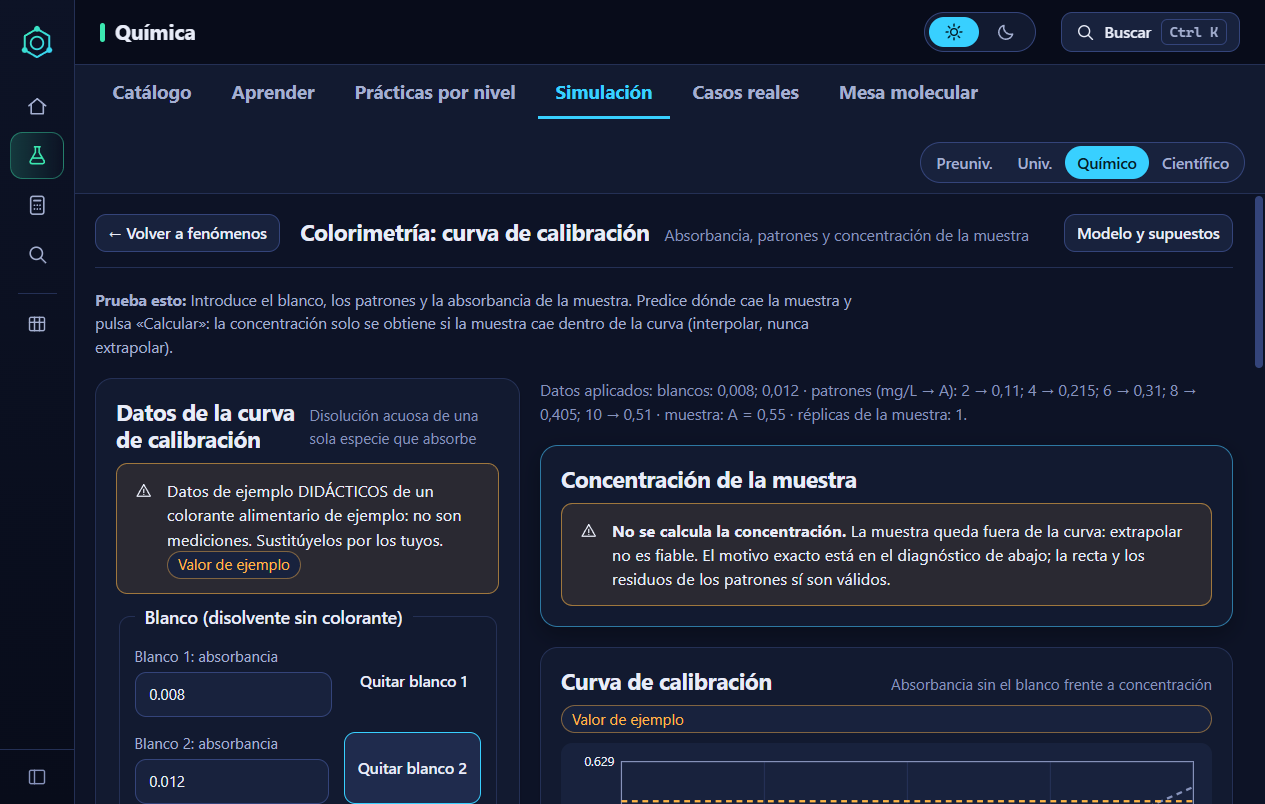 Química
Buscar Ctrl K
Catálogo Aprender Prácticas por nivel Simulación Casos reales Mesa molecular
Preuniv. Univ. Químico Científico
← Volver a fenómenos Colorimetría: curva de calibración Absorbancia, patrones y concentración de la muestra Modelo y supuestos
Prueba esto: Introduce el blanco, los patrones y la absorbancia de la muestra. Predice dónde cae la muestra y
pulsa «Calcular»: la concentración solo se obtiene si la muestra cae dentro de la curva (interpolar, nunca
extrapolar).
Datos de la curva
de calibración
Disolución acuosa de una
sola especie que absorbe
Datos de ejemplo DIDÁCTICOS de un
colorante alimentario de ejemplo: no son
mediciones. Sustitúyelos por los tuyos.
Valor de ejemplo
Blanco (disolvente sin colorante)
Blanco 1: absorbancia
0.008
Quitar blanco 1
Blanco 2: absorbancia
0.012
Quitar blanco 2
Datos aplicados: blancos: 0,008; 0,012 · patrones (mg/L → A): 2 → 0,11; 4 → 0,215; 6 → 0,31; 8 →
0,405; 10 → 0,51 · muestra: A = 0,55 · réplicas de la muestra: 1.
Concentración de la muestra
No se calcula la concentración. La muestra queda fuera de la curva: extrapolar
no es fiable. El motivo exacto está en el diagnóstico de abajo; la recta y los
residuos de los patrones sí son válidos.
Curva de calibración
Absorbancia sin el blanco frente a concentración
Valor de ejemplo
0.629